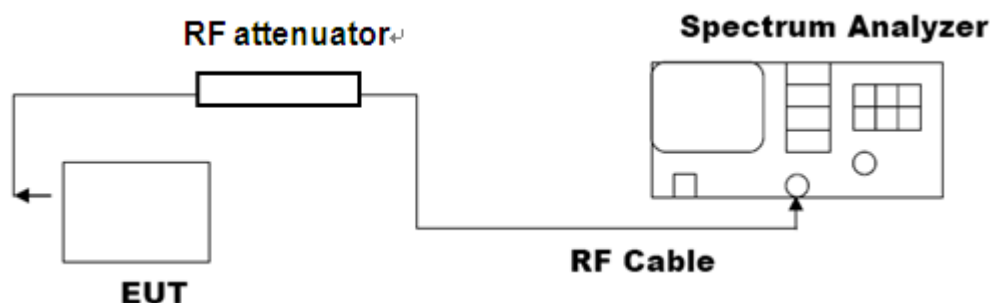 RF attenuator↵
Spectrum Analyzer
RF Cable
EUT